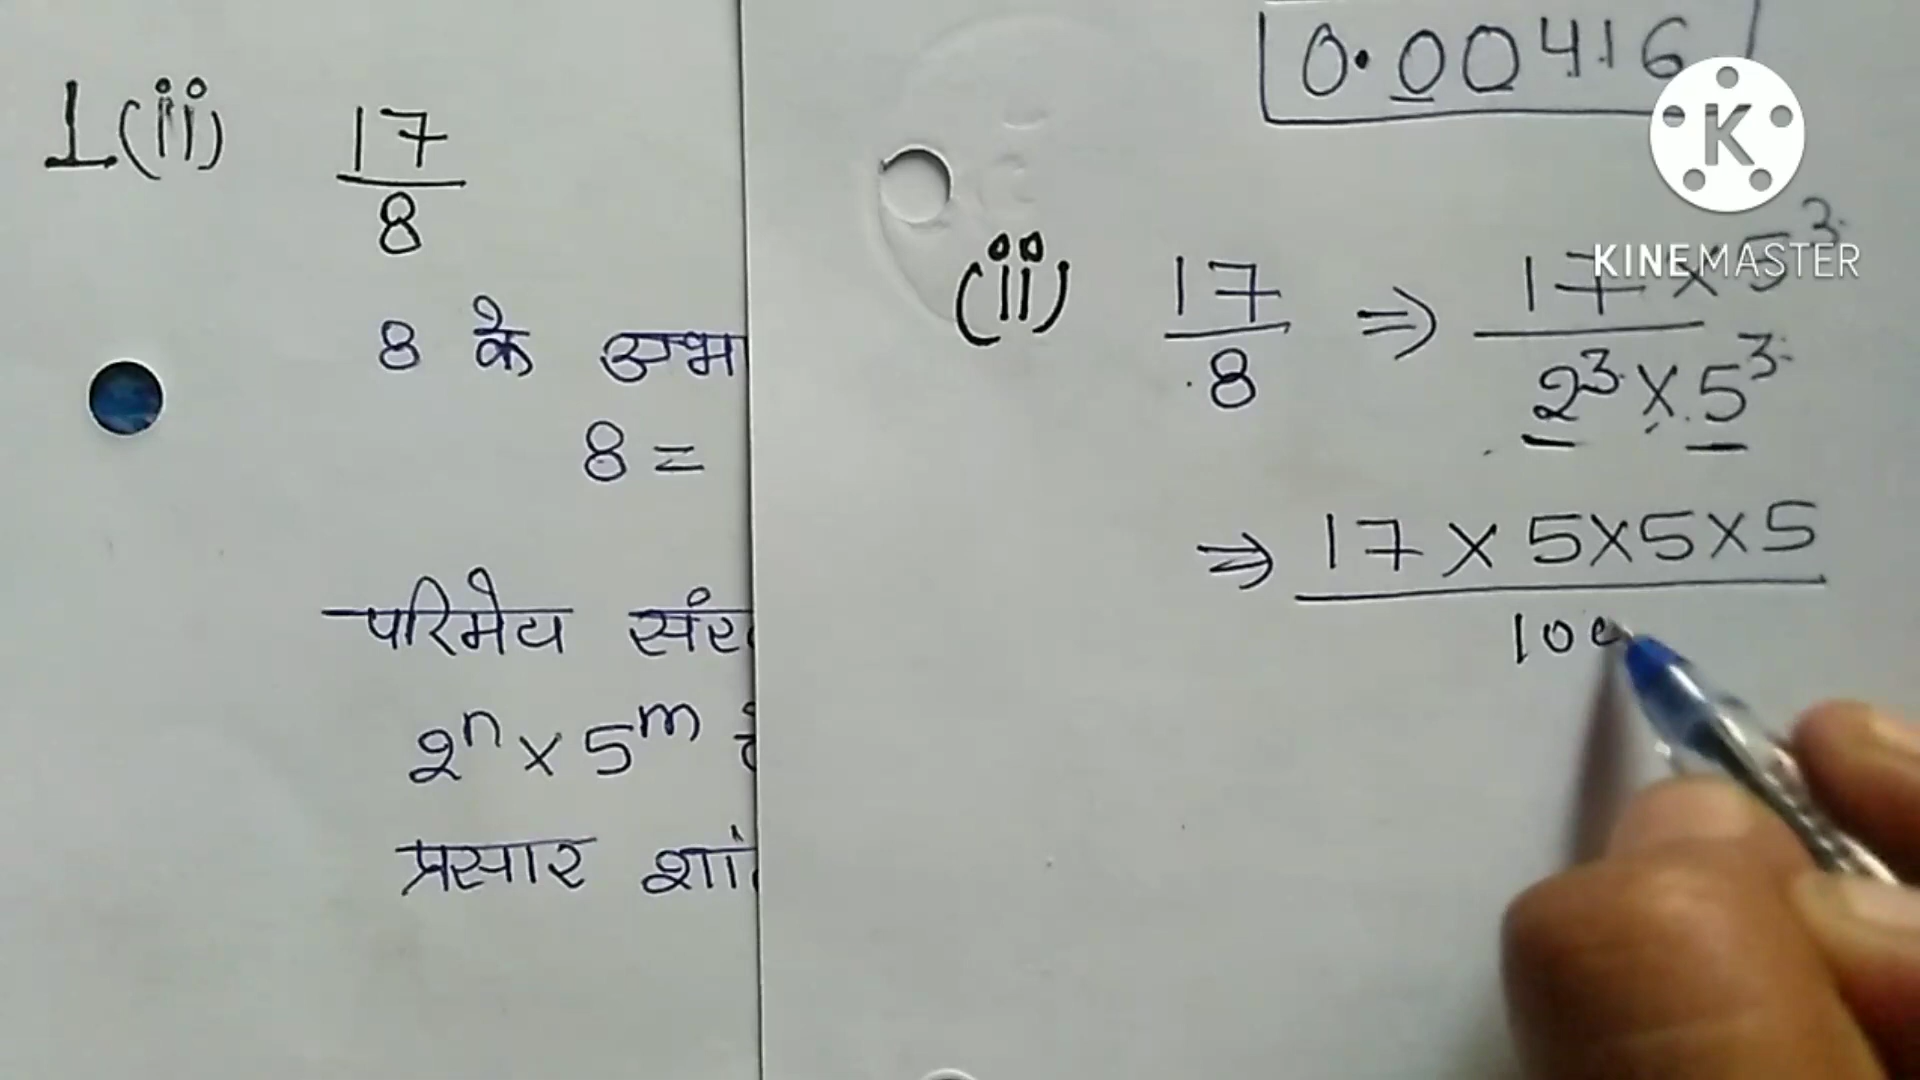 1(ii) 17/8
8 के
8 =
परिमेय
2ⁿ × 5ᵐ
प्रसार
0.00416
K
KINEMASTER
(ii) 17/8 ⇒ 17 × 5³ / 2³ × 5³
⇒ 17 × 5 × 5 × 5
10